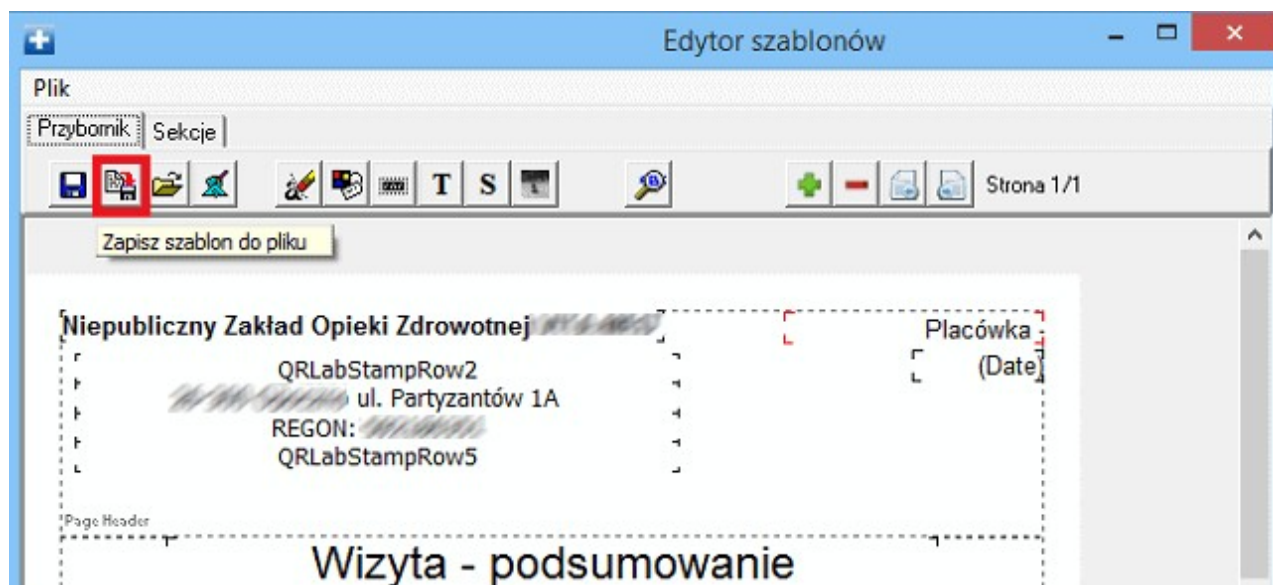 Edytor szablonów
Plik
Przybornik Sekcje
T S Strona 1/1
Zapisz szablon do pliku
Niepubliczny Zakład Opieki Zdrowotnej
Placówka
QRLabStampRow2
(Date)
ul. Partyzantów 1A
REGON:
QRLabStampRow5
Page Header
Wizyta - podsumowanie